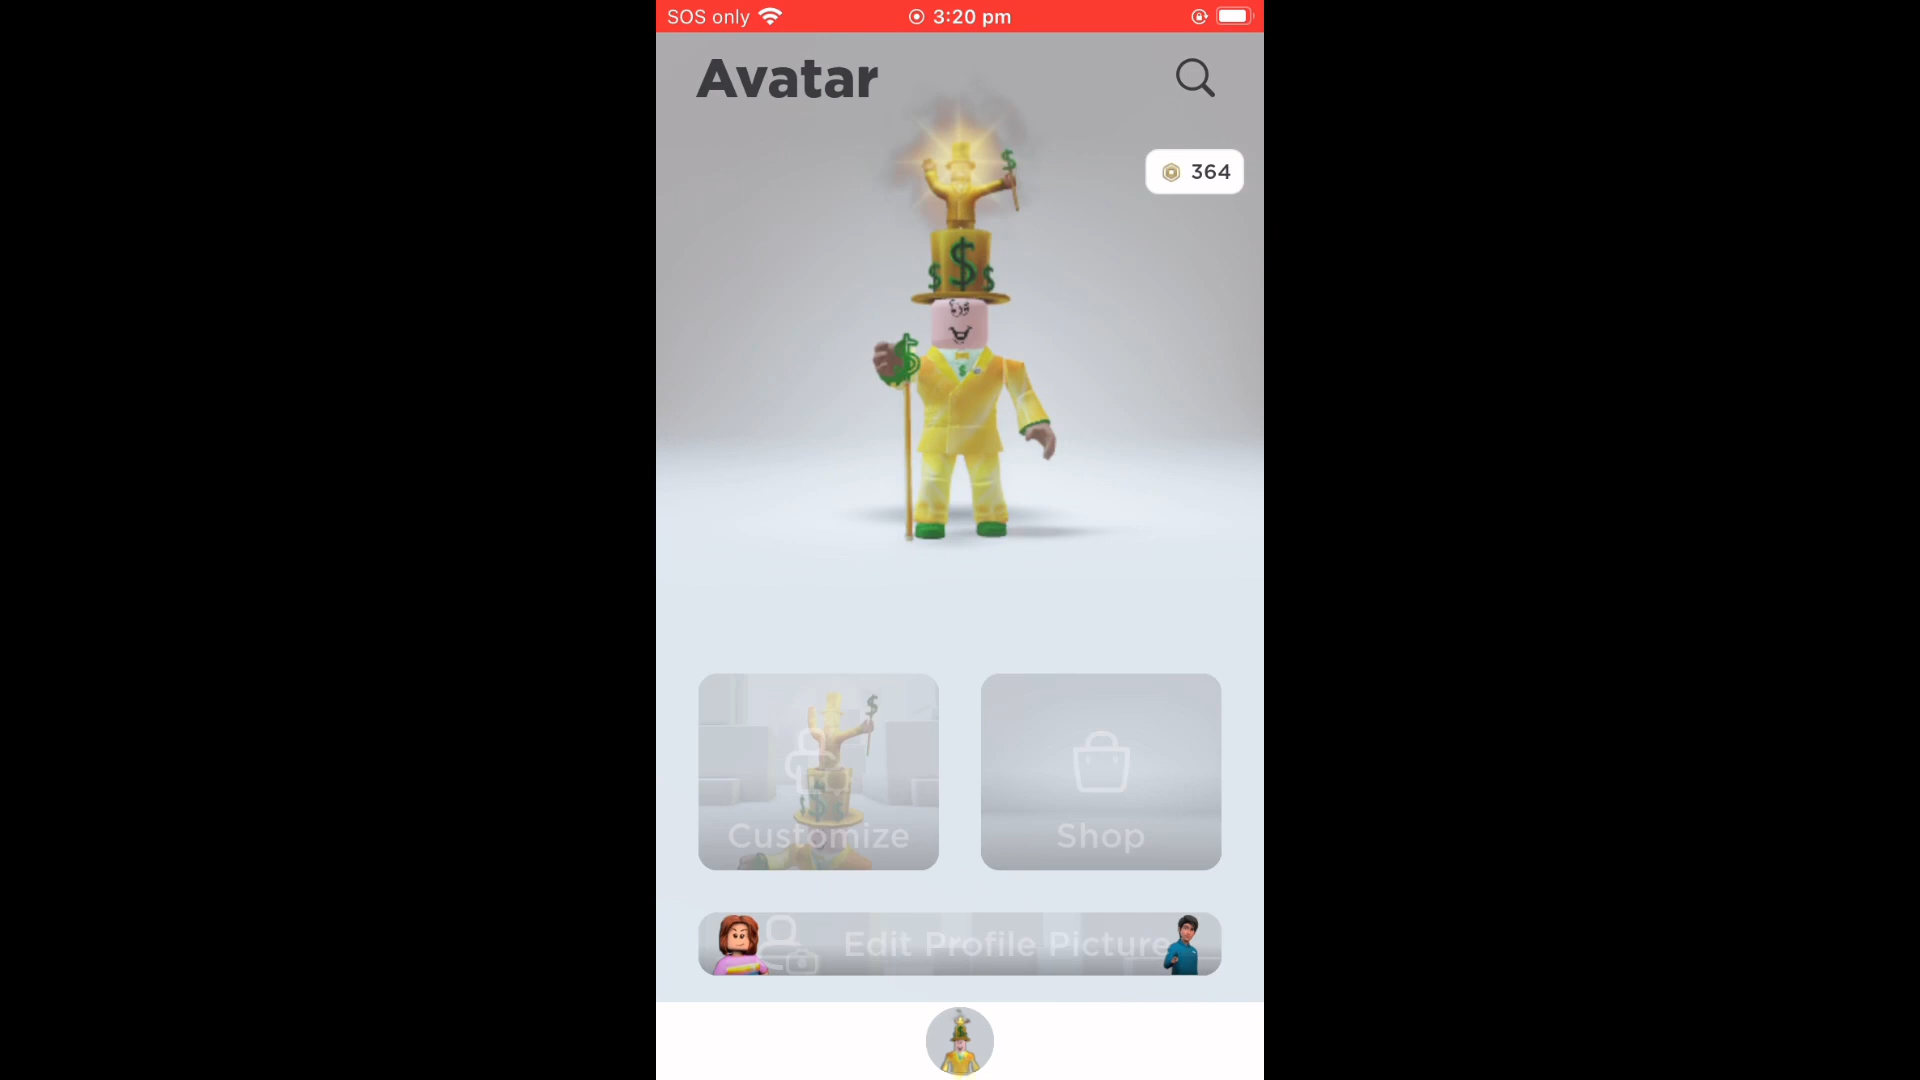 SOS only 3:20 pm
Avatar
364
$
$
$ $ $
$
$
$
Customize
Shop
Edit Profile Picture